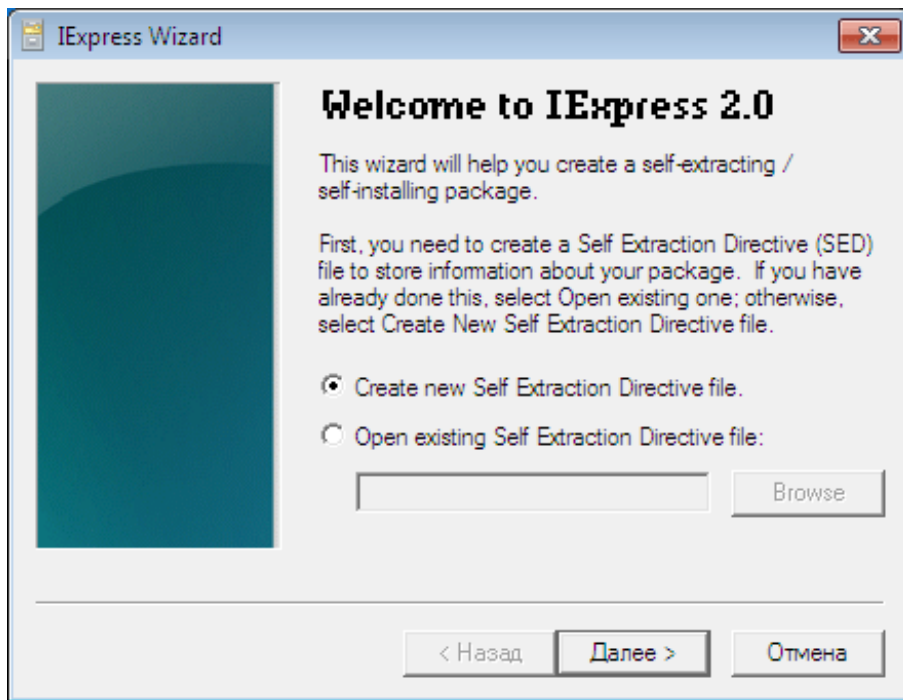 IExpress Wizard
Welcome to IExpress 2.0
This wizard will help you create a self-extracting /
self-installing package.
First, you need to create a Self Extraction Directive (SED)
file to store information about your package.  If you have
already done this, select Open existing one; otherwise,
select Create New Self Extraction Directive file.
Create new Self Extraction Directive file.
Open existing Self Extraction Directive file:
Browse
< Назад
Далее >
Отмена